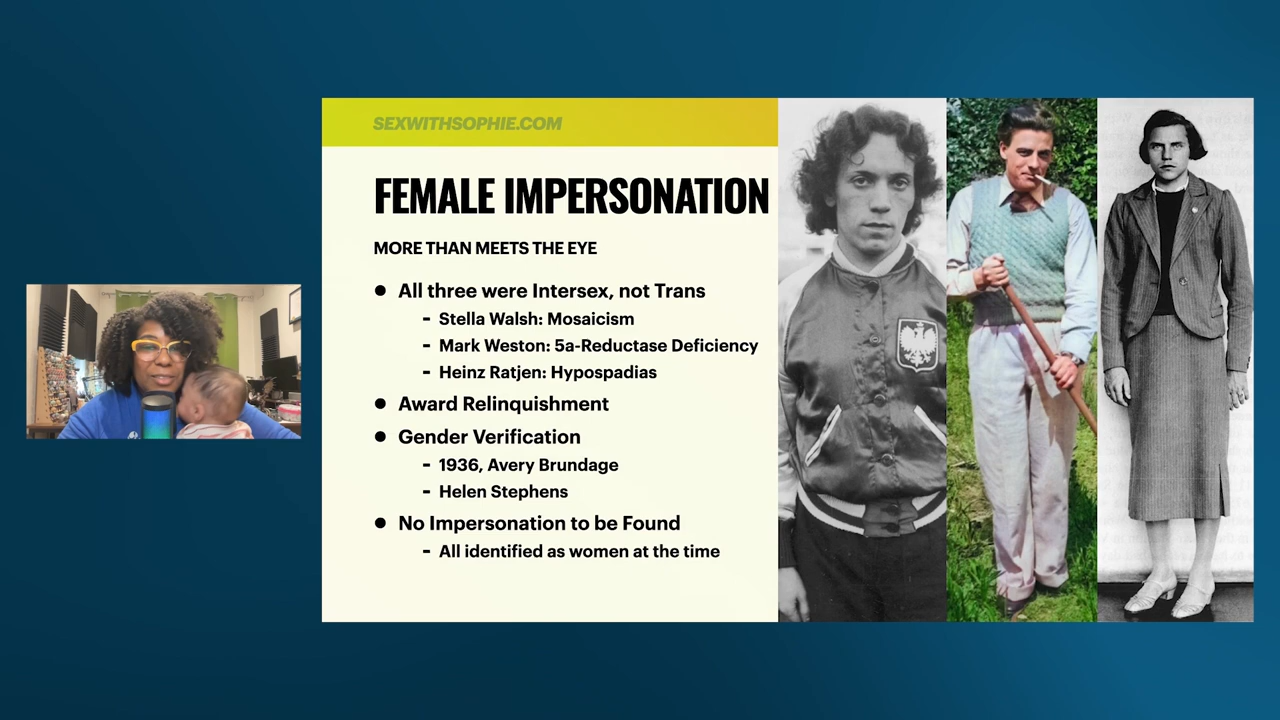 SEXWITHSOPHIE.COM
FEMALE IMPERSONATION
MORE THAN MEETS THE EYE
● All three were Intersex, not Trans
- Stella Walsh: Mosaicism
- Mark Weston: 5a-Reductase Deficiency
- Heinz Ratjen: Hypospadias
● Award Relinquishment
● Gender Verification
- 1936, Avery Brundage
- Helen Stephens
● No Impersonation to be Found
- All identified as women at the time